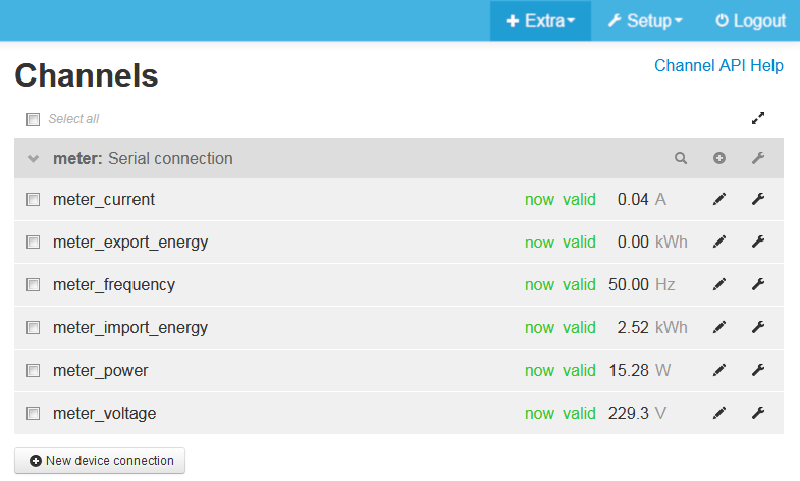 Extra Setup Logout
Channels
Channel API Help
Select all
meter: Serial connection
meter_current now valid 0.04 A
meter_export_energy now valid 0.00 kWh
meter_frequency now valid 50.00 Hz
meter_import_energy now valid 2.52 kWh
meter_power now valid 15.28 W
meter_voltage now valid 229.3 V
New device connection